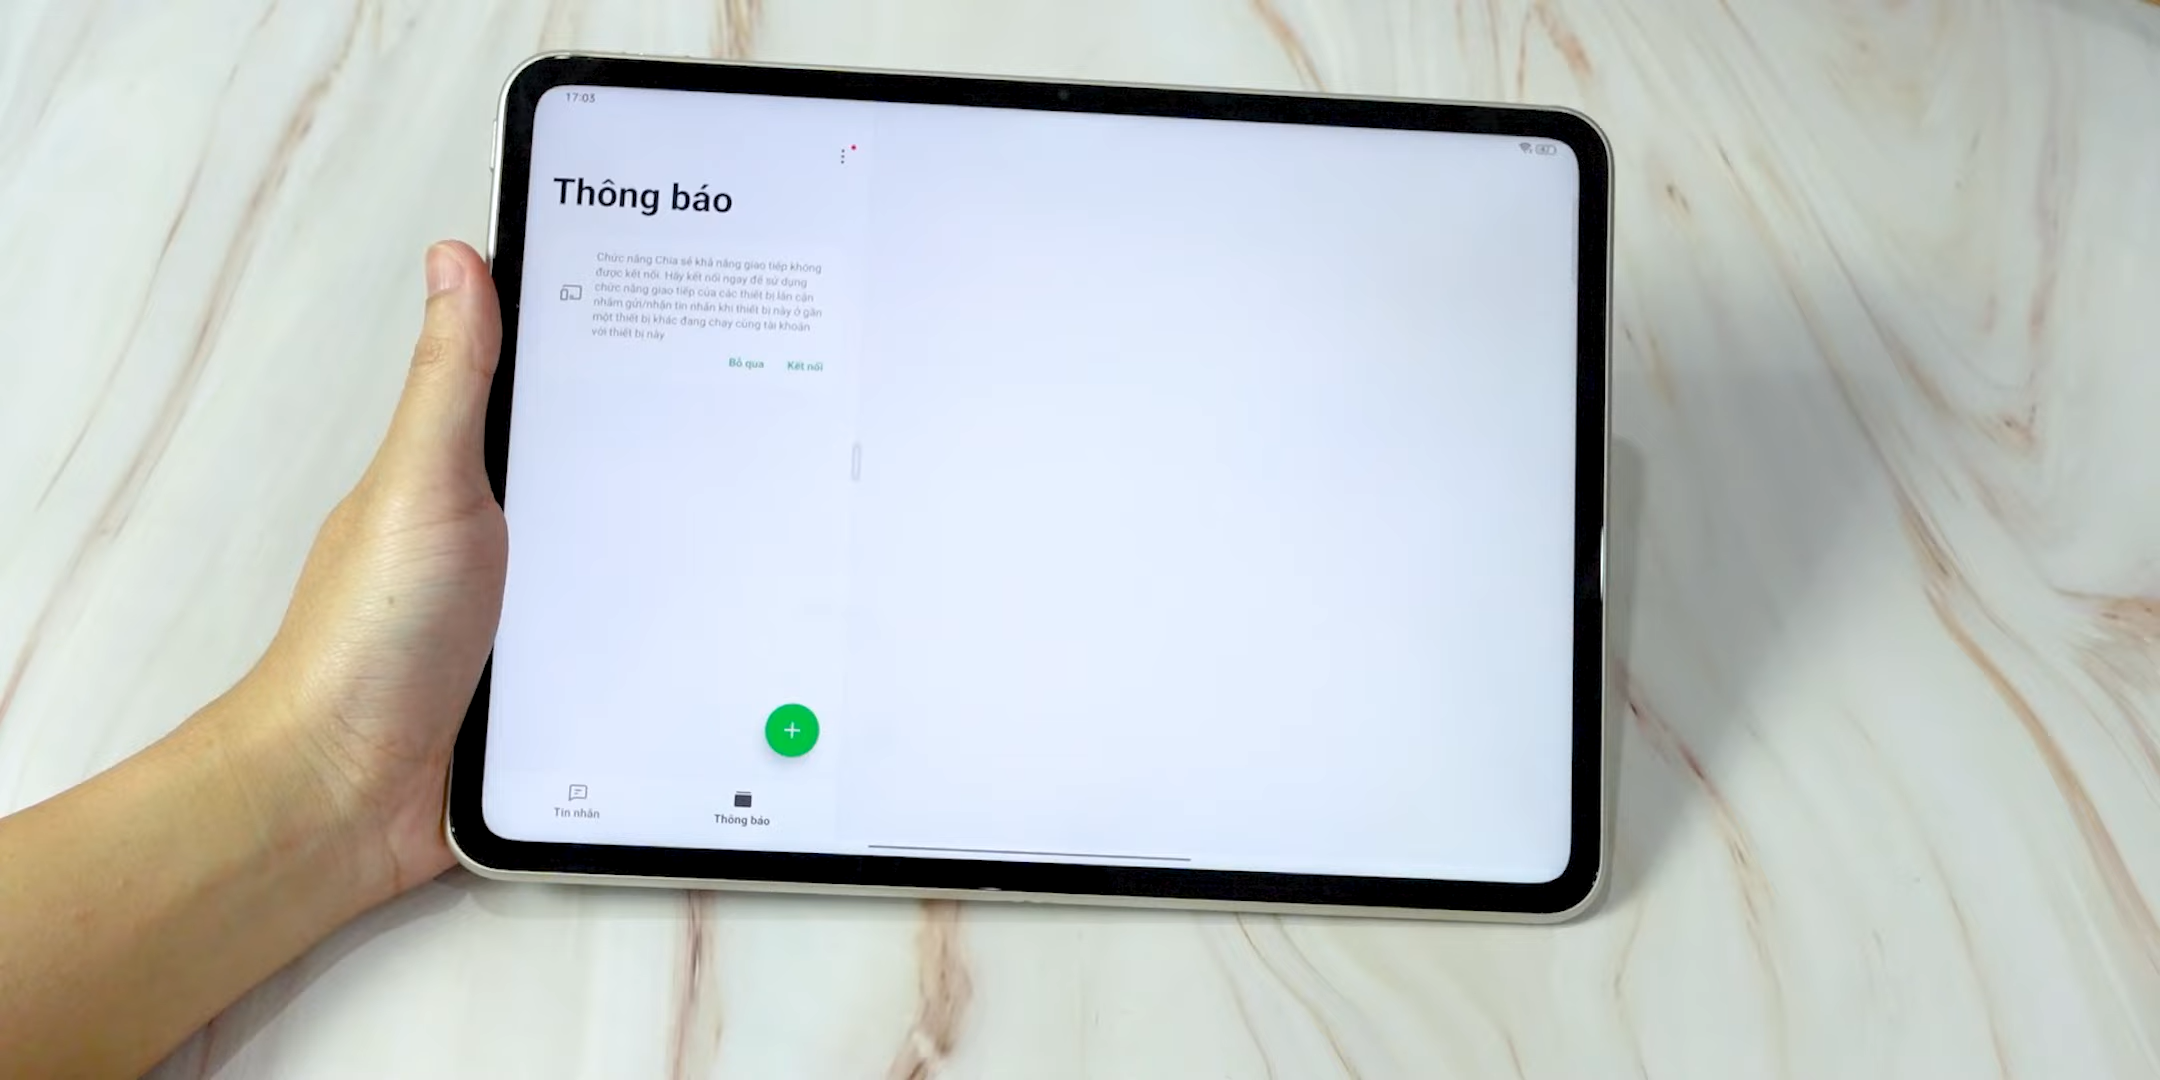 17:03
Thông báo
Chức năng Chia sẻ khả năng giao tiếp không
được kết nối. Hãy kết nối ngay để sử dụng
chức năng giao tiếp của các thiết bị lân cận
nhằm gửi/nhận tin nhắn khi thiết bị này ở gần
một thiết bị khác đang chạy cùng tài khoản
với thiết bị này
Bỏ qua
Kết nối
Tin nhắn
Thông báo